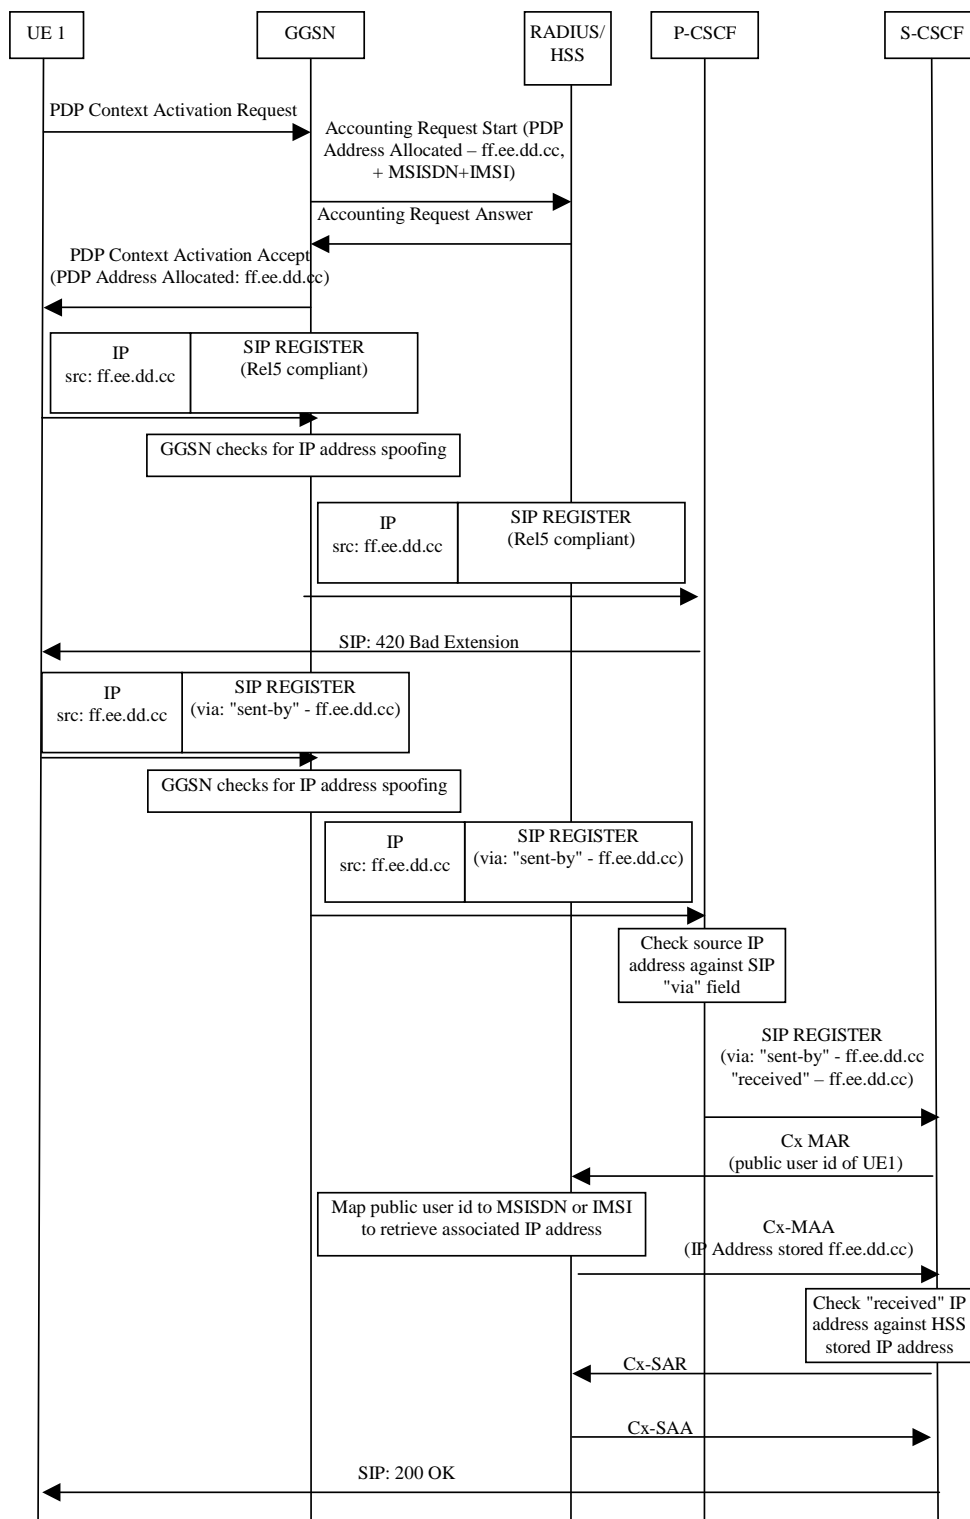 UE 1
GGSN
RADIUS/
HSS
P-CSCF
S-CSCF
PDP Context Activation Request
Accounting Request Start (PDP
Address Allocated – ff.ee.dd.cc,
+ MSISDN+IMSI)
Accounting Request Answer
PDP Context Activation Accept
(PDP Address Allocated: ff.ee.dd.cc)
IP
src: ff.ee.dd.cc
SIP REGISTER
(Rel5 compliant)
GGSN checks for IP address spoofing
IP
src: ff.ee.dd.cc
SIP REGISTER
(Rel5 compliant)
SIP: 420 Bad Extension
IP
src: ff.ee.dd.cc
SIP REGISTER
(via: "sent-by" - ff.ee.dd.cc)
GGSN checks for IP address spoofing
IP
src: ff.ee.dd.cc
SIP REGISTER
(via: "sent-by" - ff.ee.dd.cc)
Check source IP
address against SIP
"via" field
SIP REGISTER
(via: "sent-by" - ff.ee.dd.cc
"received" – ff.ee.dd.cc)
Cx MAR
(public user id of UE1)
Map public user id to MSISDN or IMSI
to retrieve associated IP address
Cx-MAA
(IP Address stored ff.ee.dd.cc)
Check "received" IP
address against HSS
stored IP address
Cx-SAR
Cx-SAA
SIP: 200 OK